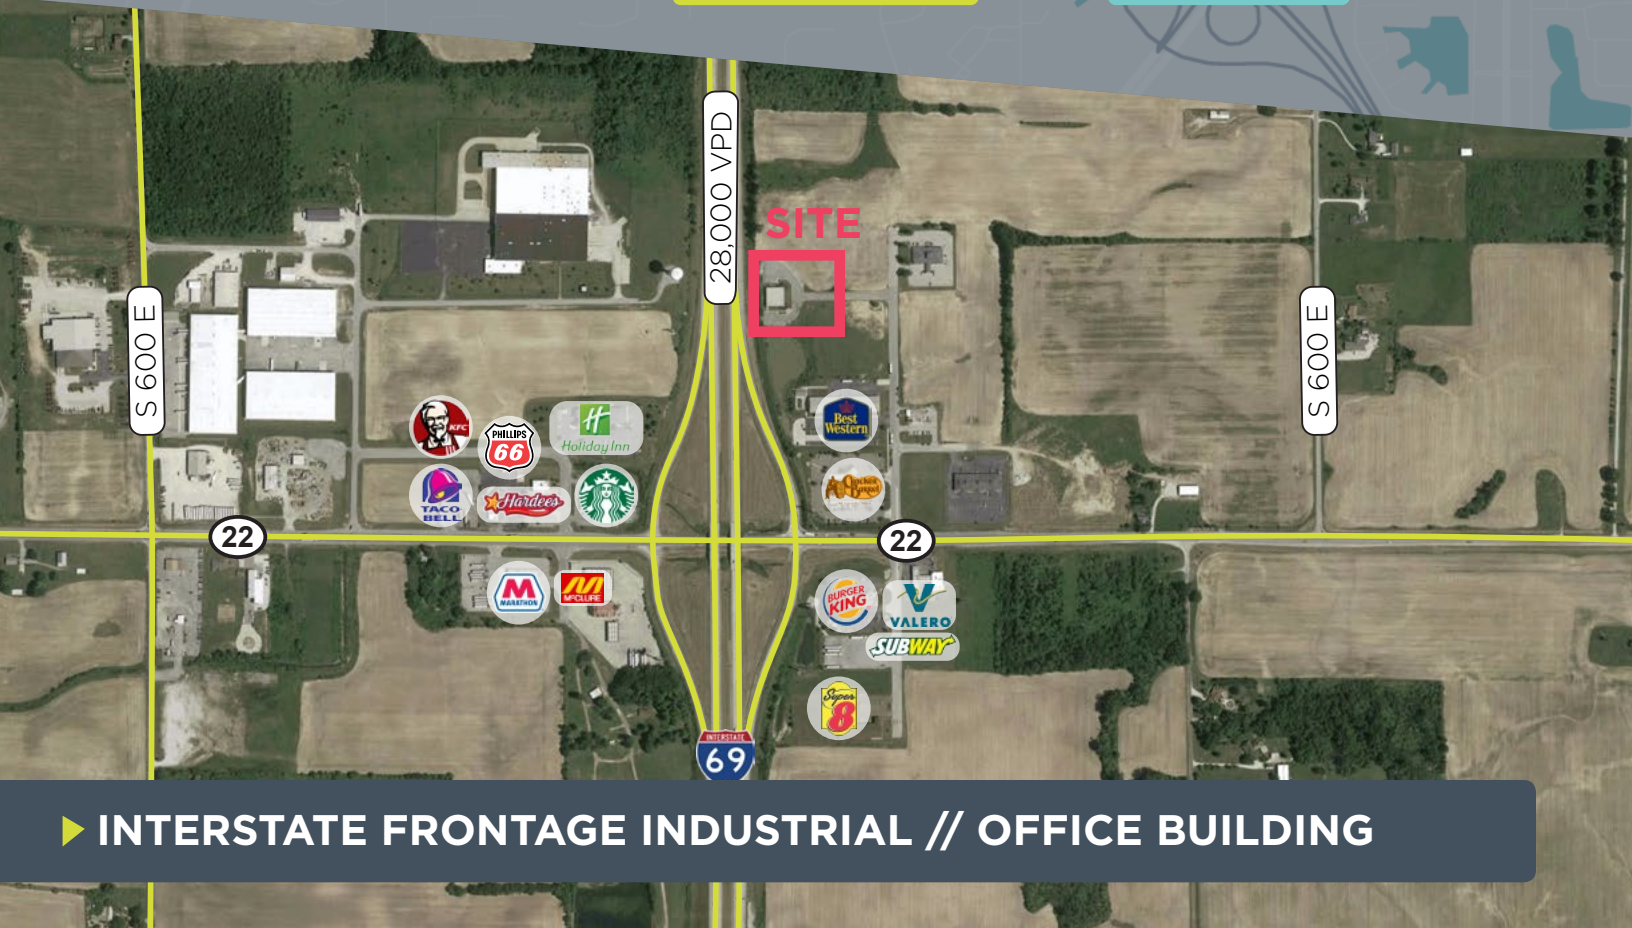 28,000 VPD
SITE
S 600 E
S 600 E
KFC
PHILLIPS
66
H
Holiday Inn
Best
Western
TACO
BELL
Hardee's
Cracker
Barrel
22
22
M
MARATHON
McCLURE
BURGER
KING
V
VALERO
SUBWAY
Super
8
INTERSTATE
69
INTERSTATE FRONTAGE INDUSTRIAL // OFFICE BUILDING